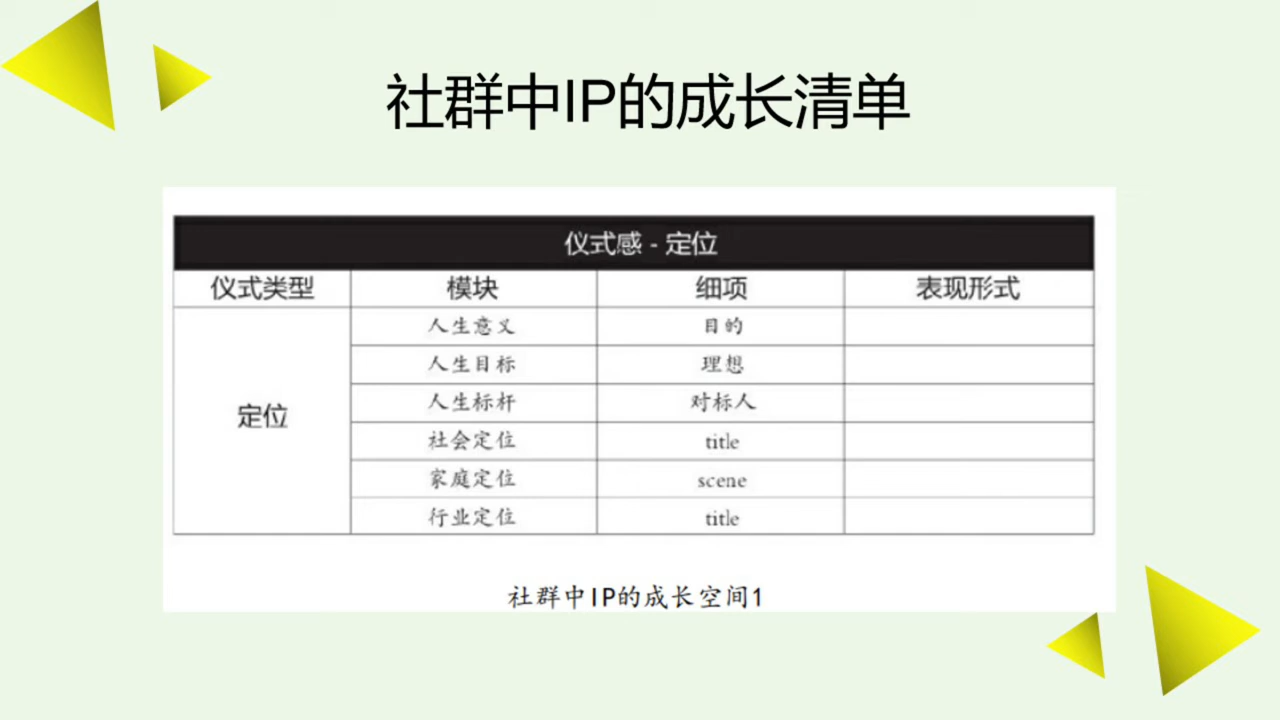 社群中IP的成长清单
仪式感 - 定位
仪式类型 模块 细项 表现形式
定位
人生意义 目的
人生目标 理想
人生标杆 对标人
社会定位 title
家庭定位 scene
行业定位 title
社群中IP的成长空间1